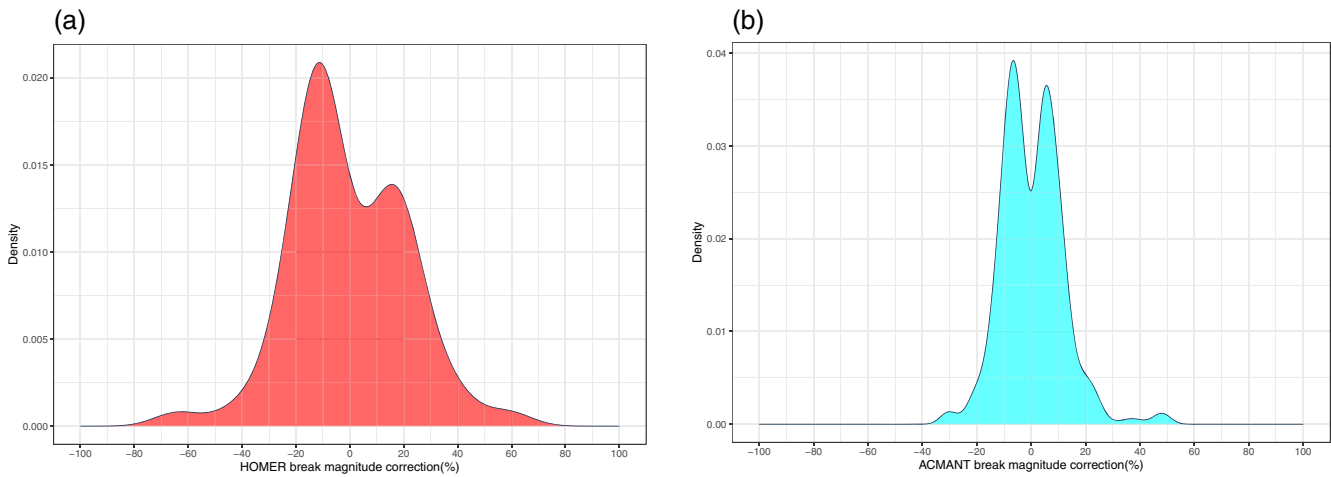 (a)
0.020
0.015
0.010
0.005
0.000
Density
−100 −80 −60 −40 −20 0 20 40 60 80 100
HOMER break magnitude correction(%)
(b)
0.04
0.03
0.02
0.01
0.00
Density
−100 −80 −60 −40 −20 0 20 40 60 80 100
ACMANT break magnitude correction(%)